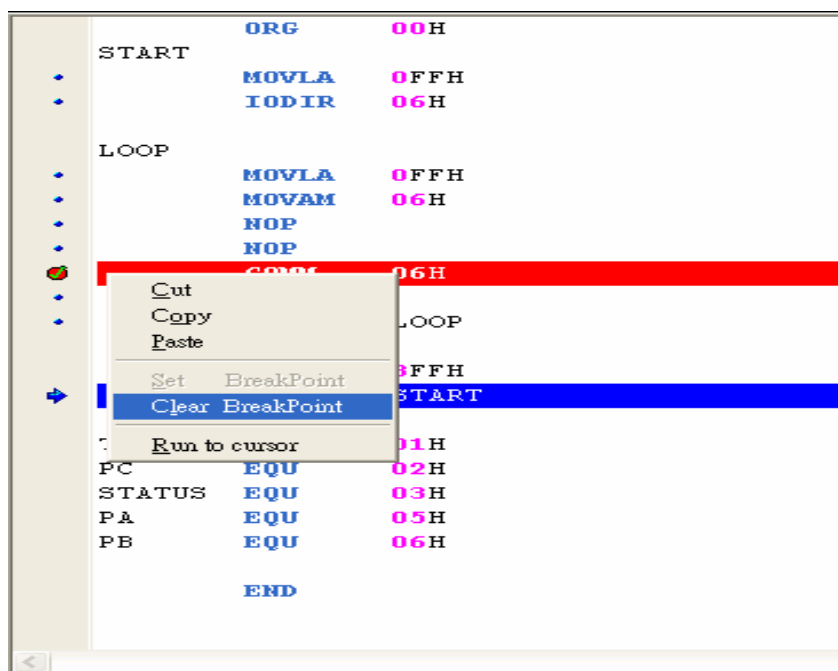 ORG 00H
START
MOVLA 0FFH
IODIR 06H
LOOP
MOVLA 0FFH
MOVAM 06H
NOP
NOP
06H
Cut
Copy
LOOP
Paste
FFH
Set BreakPoint
START
Clear BreakPoint
Run to cursor
01H
PC EQU 02H
STATUS EQU 03H
PA EQU 05H
PB EQU 06H
END